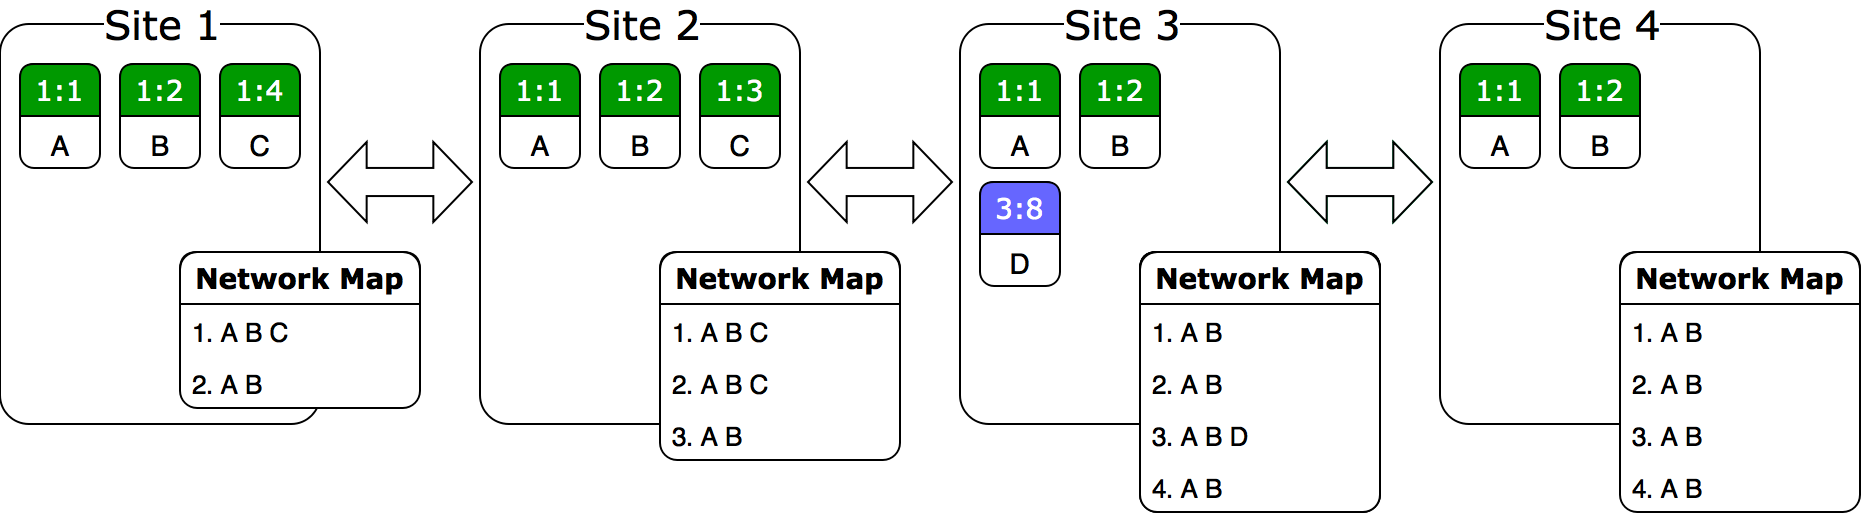 Site 1
1:1 1:2 1:4
A B C
Network Map
1. A B C
2. A B
Site 2
1:1 1:2 1:3
A B C
Network Map
1. A B C
2. A B C
3. A B
Site 3
1:1 1:2
A B
3:8
D
Network Map
1. A B
2. A B
3. A B D
4. A B
Site 4
1:1 1:2
A B
Network Map
1. A B
2. A B
3. A B
4. A B